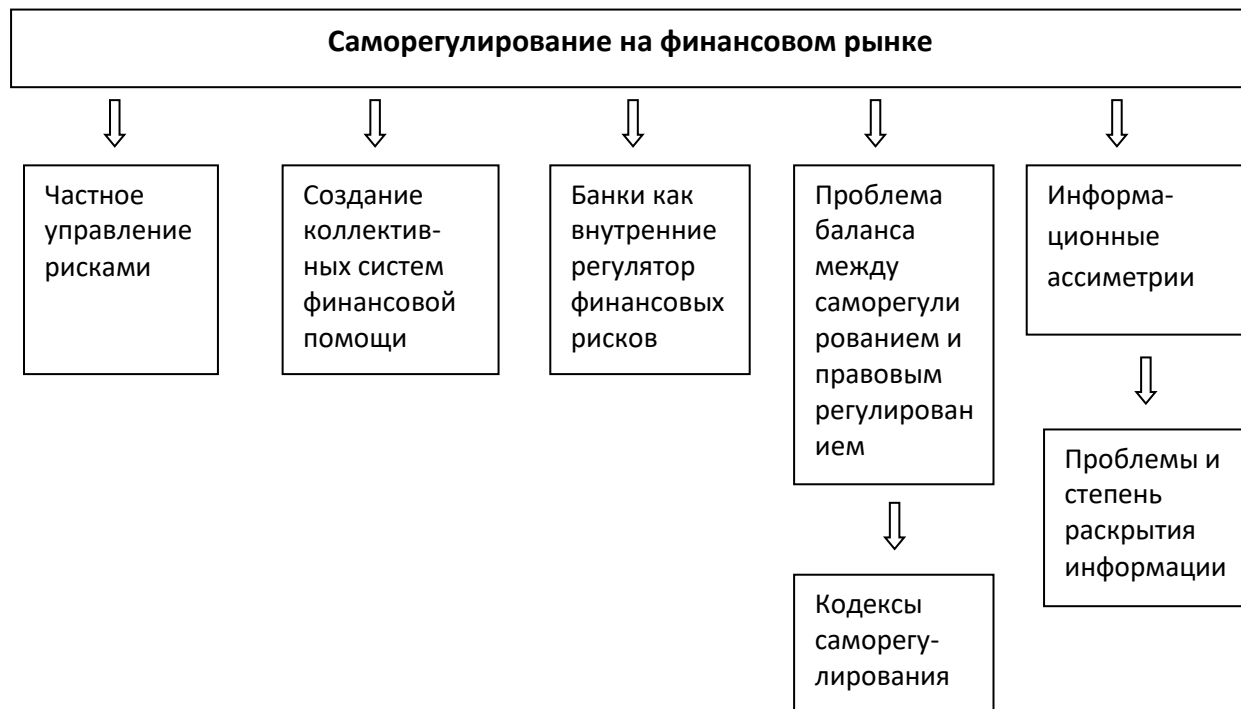 Саморегулирование на финансовом рынке
Частное
управление
рисками
Создание
коллектив-
ных систем
финансовой
помощи
Банки как
внутренние
регулятор
финансовых
рисков
Проблема
баланса
между
саморегули
рованием и
правовым
регулирован
ием
Информа-
ционные
ассиметрии
Кодексы
саморегу-
лирования
Проблемы и
степень
раскрытия
информации